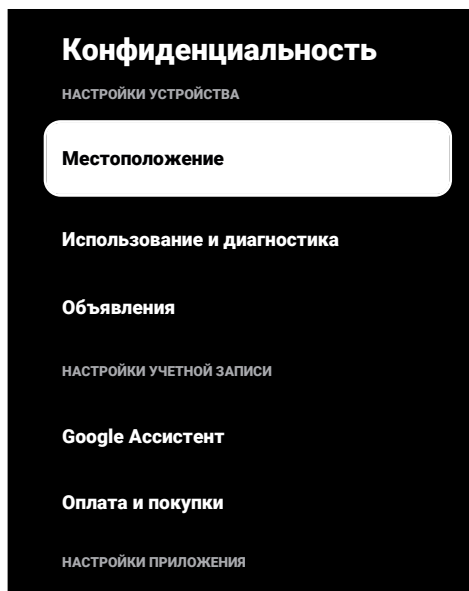 Конфиденциальность
НАСТРОЙКИ УСТРОЙСТВА
Местоположение
Использование и диагностика
Объявления
НАСТРОЙКИ УЧЕТНОЙ ЗАПИСИ
Google Ассистент
Оплата и покупки
НАСТРОЙКИ ПРИЛОЖЕНИЯ